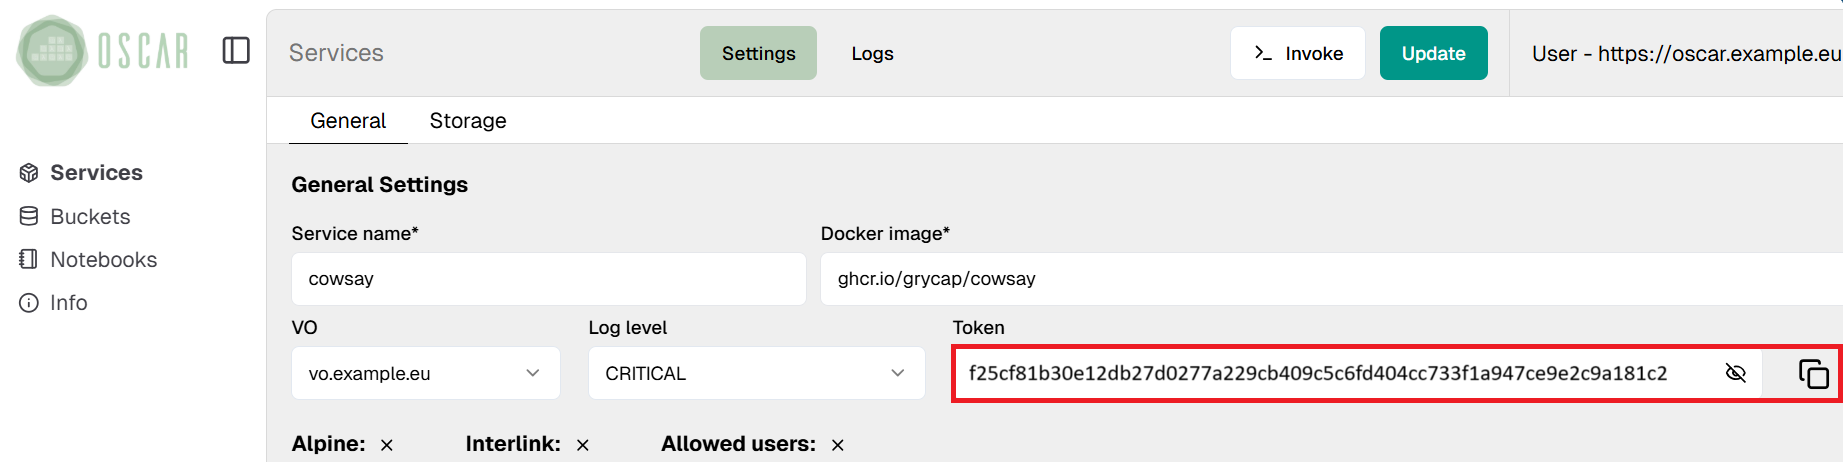 OSCAR
Services
Settings
Logs
Invoke
Update
User - https://oscar.example.eu
General
Storage
Services
Buckets
Notebooks
Info
General Settings
Service name*
Docker image*
cowsay
ghcr.io/grycap/cowsay
VO
Log level
Token
vo.example.eu
CRITICAL
f25cf81b30e12db27d0277a229cb409c5c6fd404cc733f1a947ce9e2c9a181c2
Alpine:
Interlink:
Allowed users: